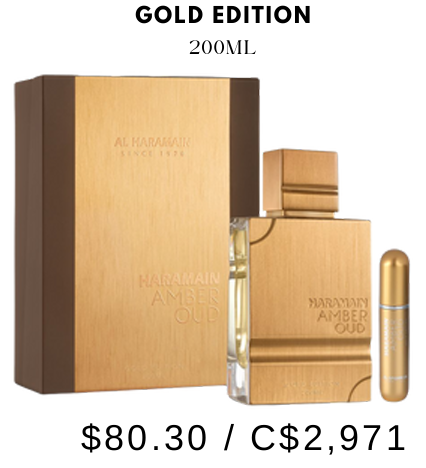 GOLD EDITION
200ML
AL HARAMAIN
SINCE 1970
HARAMAIN
AMBER
OUD
HARAMAIN
AMBER
OUD
$80.30 / C$2,971